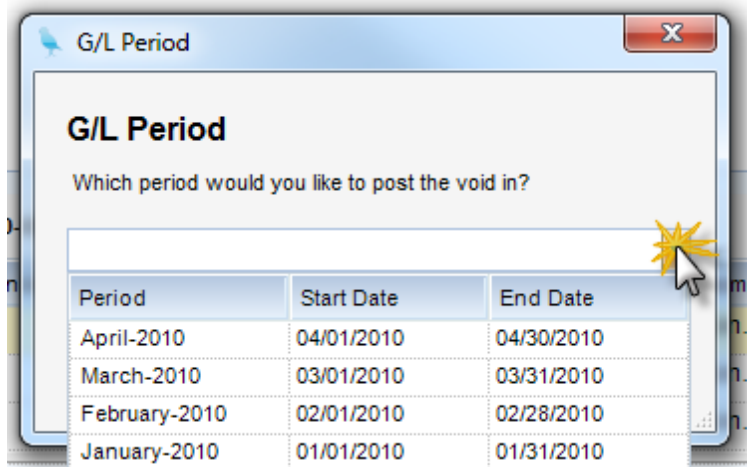 G/L Period
G/L Period
Which period would you like to post the void in?
Period Start Date End Date
April-2010 04/01/2010 04/30/2010
March-2010 03/01/2010 03/31/2010
February-2010 02/01/2010 02/28/2010
January-2010 01/01/2010 01/31/2010